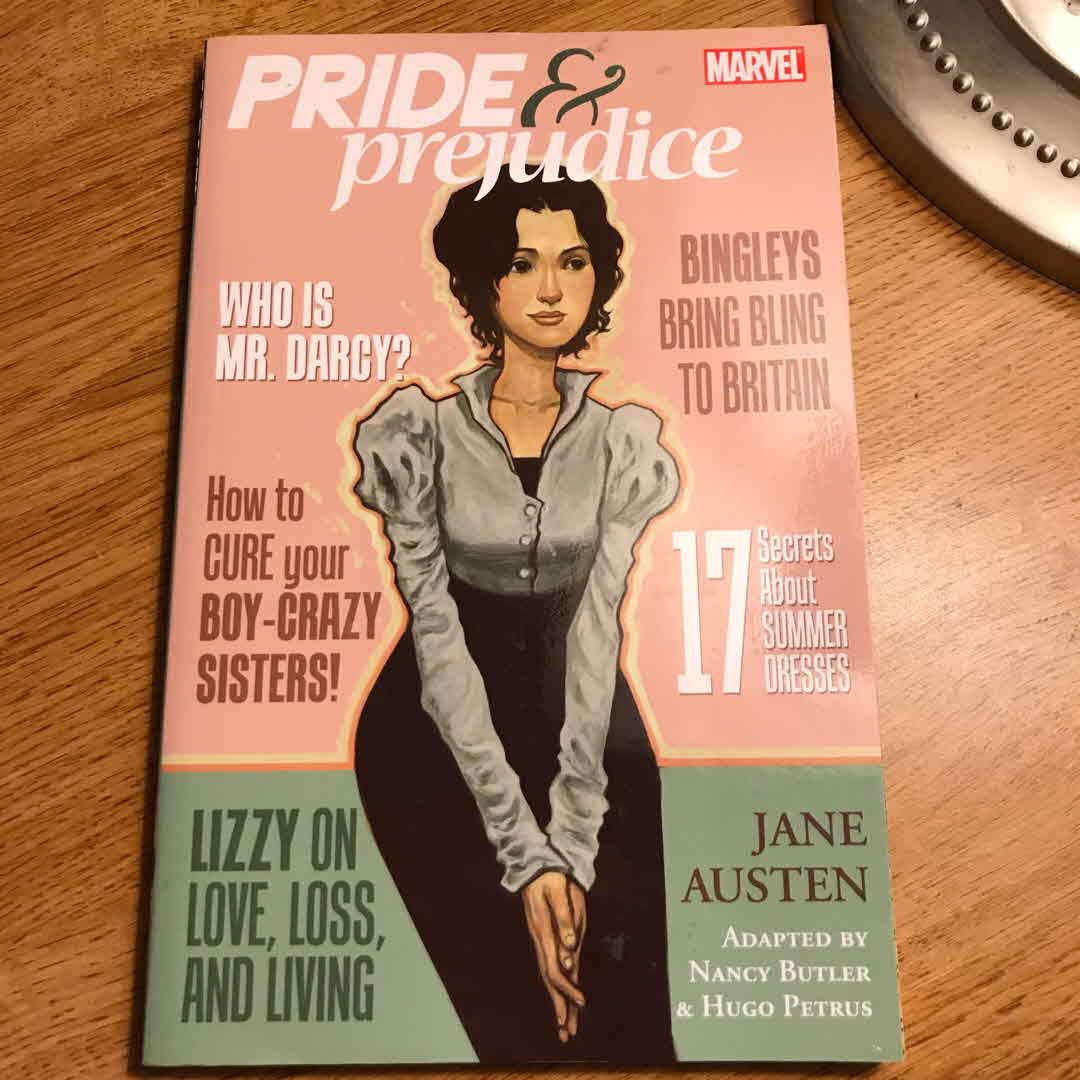 PRIDE &
prejudice
MARVEL
WHO IS
MR. DARCY?
BINGLEYS
BRING BLING
TO BRITAIN
How to
CURE your
BOY-CRAZY
SISTERS!
17
Secrets
About
SUMMER
DRESSES
LIZZY ON
LOVE, LOSS,
AND LIVING
JANE
AUSTEN
ADAPTED BY
NANCY BUTLER
& HUGO PETRUS